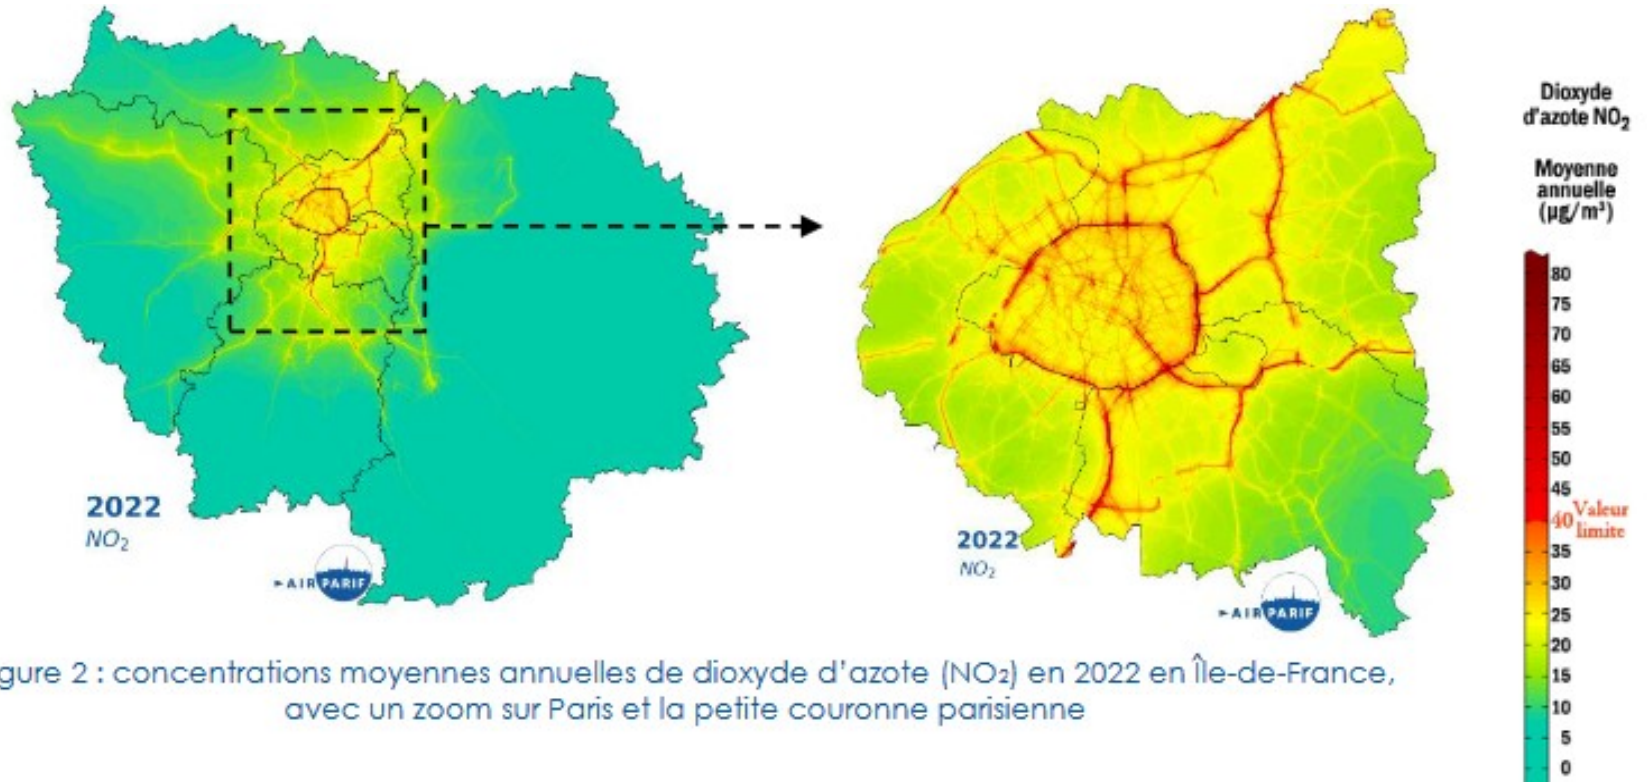 2022
NO₂
AIRPARIF
2022
NO₂
AIRPARIF
Dioxyde
d'azote NO₂
Moyenne
annuelle
(µg/m³)
80
75
70
65
60
55
50
45
40 Valeur
limite
35
30
25
20
15
10
5
0
gure 2 : concentrations moyennes annuelles de dioxyde d'azote (NO₂) en 2022 en Île-de-France,
avec un zoom sur Paris et la petite couronne parisienne